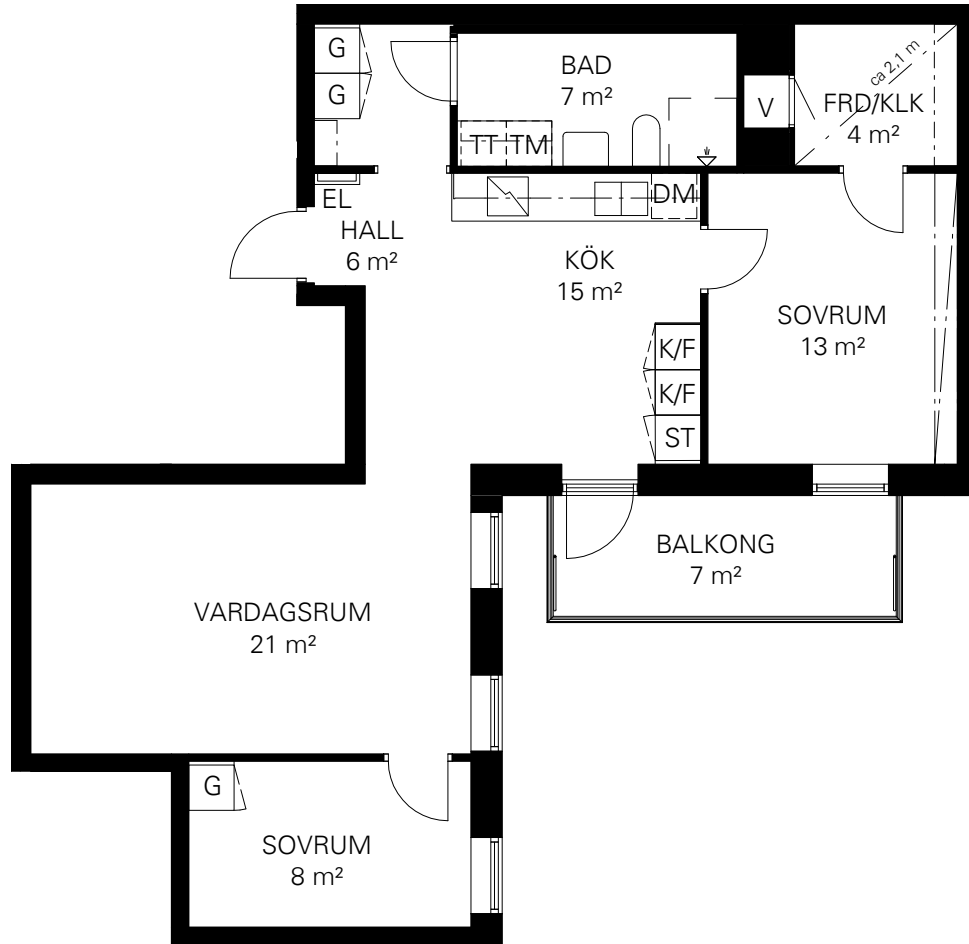 G
G
BAD
7 m²
TT
TM
V
ca 2,1 m
FRD/KLK
4 m²
EL
HALL
6 m²
DM
KÖK
15 m²
SOVRUM
13 m²
K/F
K/F
ST
BALKONG
7 m²
VARDAGSRUM
21 m²
G
SOVRUM
8 m²